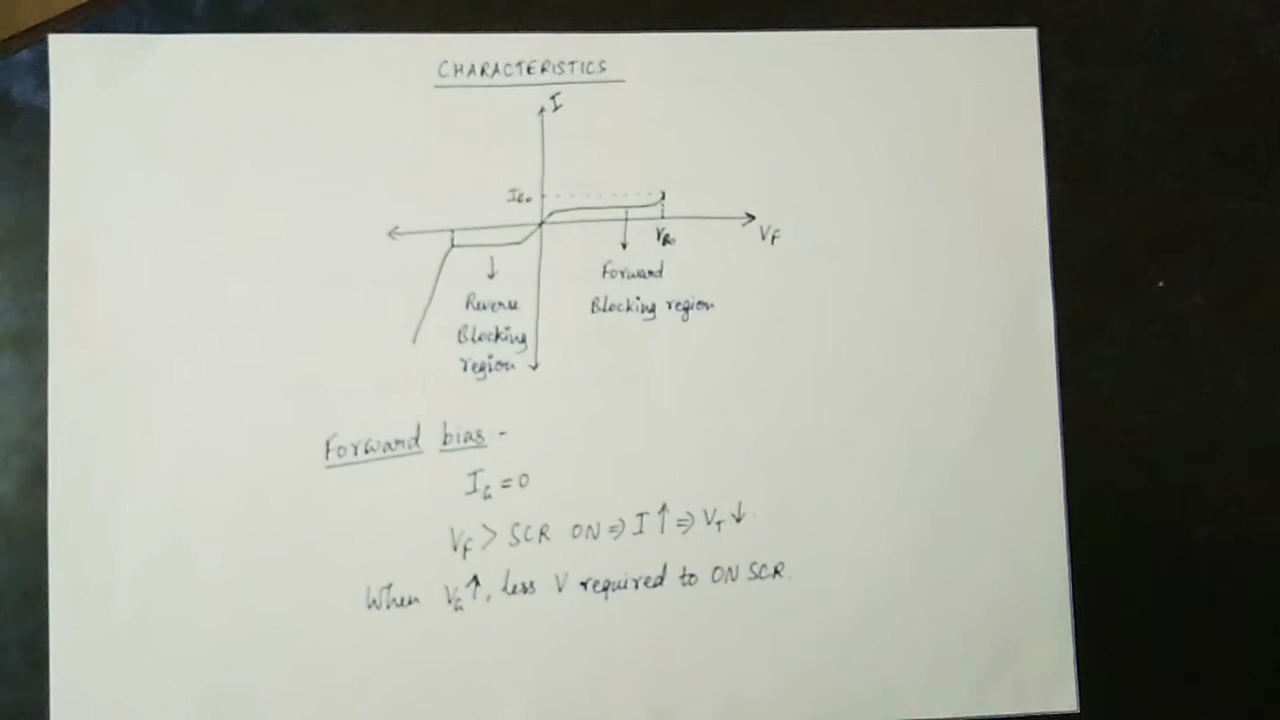 CHARACTERISTICS
I
IBo
VBo
VF
Forward
Blocking region
Reverse
Blocking
region
Forward bias -
IG = 0
VF > SCR ON ⇒ I ↑ ⇒ VT ↓
When VG ↑, less V required to ON SCR.